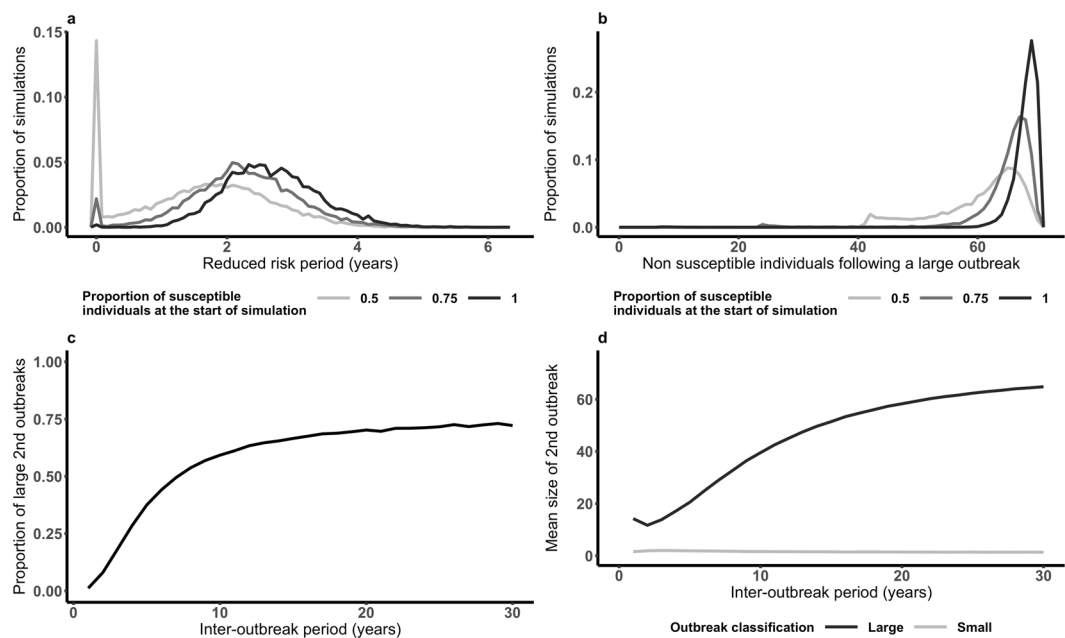 a
0.15
0.10
0.05
0.00
Proportion of simulations
0 2 4 6
Reduced risk period (years)
Proportion of susceptible
individuals at the start of simulation
0.5 0.75 1
b
0.2
0.1
0.0
Proportion of simulations
0 20 40 60
Non susceptible individuals following a large outbreak
Proportion of susceptible
individuals at the start of simulation
0.5 0.75 1
c
1.00
0.75
0.50
0.25
0.00
Proportion of large 2nd outbreaks
0 10 20 30
Inter-outbreak period (years)
d
60
40
20
0
Mean size of 2nd outbreak
0 10 20 30
Inter-outbreak period (years)
Outbreak classification Large Small